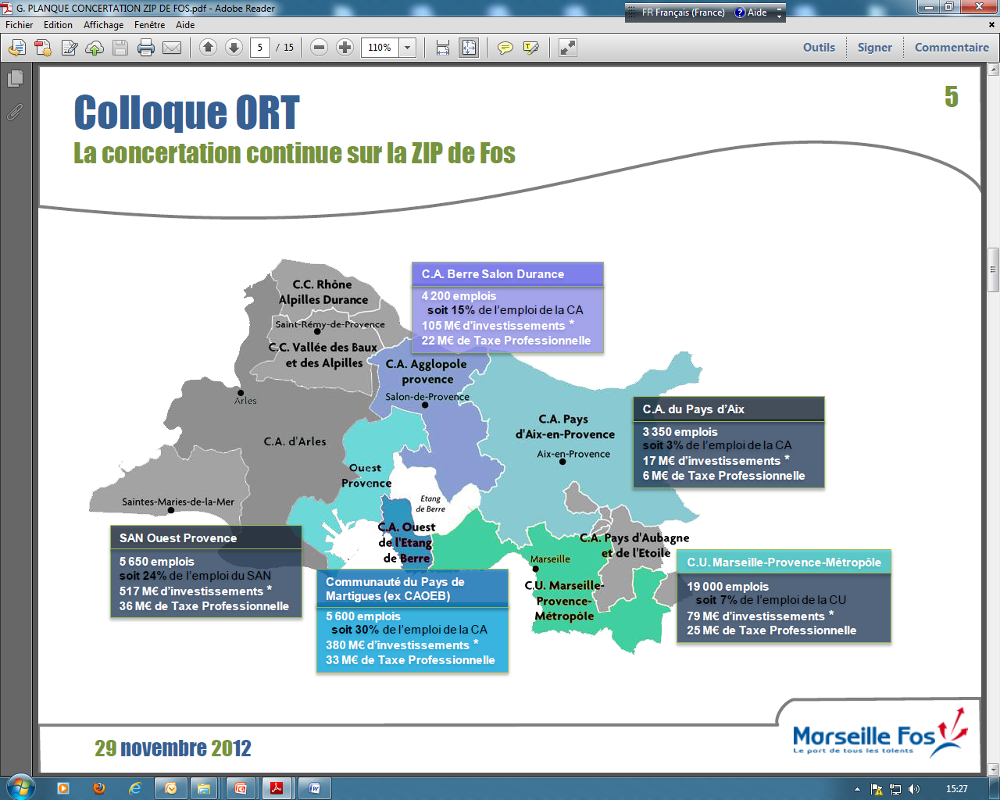 G. PLANQUE CONCERTATION ZIP DE FOS.pdf - Adobe Reader
FR Français (France) Aide
Fichier Edition Affichage Fenêtre Aide
5 / 15 110% Outils Signer Commentaire
5
Colloque ORT
La concertation continue sur la ZIP de Fos
C.C. Rhône
Alpilles Durance
Saint-Rémy-de-Provence
C.C. Vallée des Baux
et des Alpilles
C.A. Berre Salon Durance
4 200 emplois
soit 15% de l'emploi de la CA
105 M€ d'investissements *
22 M€ de Taxe Professionnelle
C.A. Agglopole
provence
Salon-de-Provence
Arles
C.A. d'Arles
C.A. Pays
d'Aix-en-Provence
Aix-en-Provence
C.A. du Pays d'Aix
3 350 emplois
soit 3% de l'emploi de la CA
17 M€ d'investissements *
6 M€ de Taxe Professionnelle
Ouest
Provence
Etang
de Berre
Saintes-Maries-de-la-Mer
C.A. Ouest
de l'Etang
de Berre
C.A. Pays d'Aubagne
et de l'Etoile
Marseille
C.U. Marseille-
Provence-
Métropôle
SAN Ouest Provence
5 650 emplois
soit 24% de l'emploi du SAN
517 M€ d'investissements *
36 M€ de Taxe Professionnelle
Communauté du Pays de
Martigues (ex CAOEB)
5 600 emplois
soit 30% de l'emploi de la CA
380 M€ d'investissements *
33 M€ de Taxe Professionnelle
C.U. Marseille-Provence-Métropôle
19 000 emplois
soit 7% de l'emploi de la CU
79 M€ d'investissements *
25 M€ de Taxe Professionnelle
29 novembre 2012
Marseille Fos
Le port de tous les talents
15:27